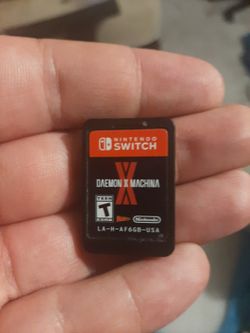 NINTENDO
SWITCH
DAEMON X MACHINA
TEEN
T
Nintendo
LA-H-AF6GB-USA